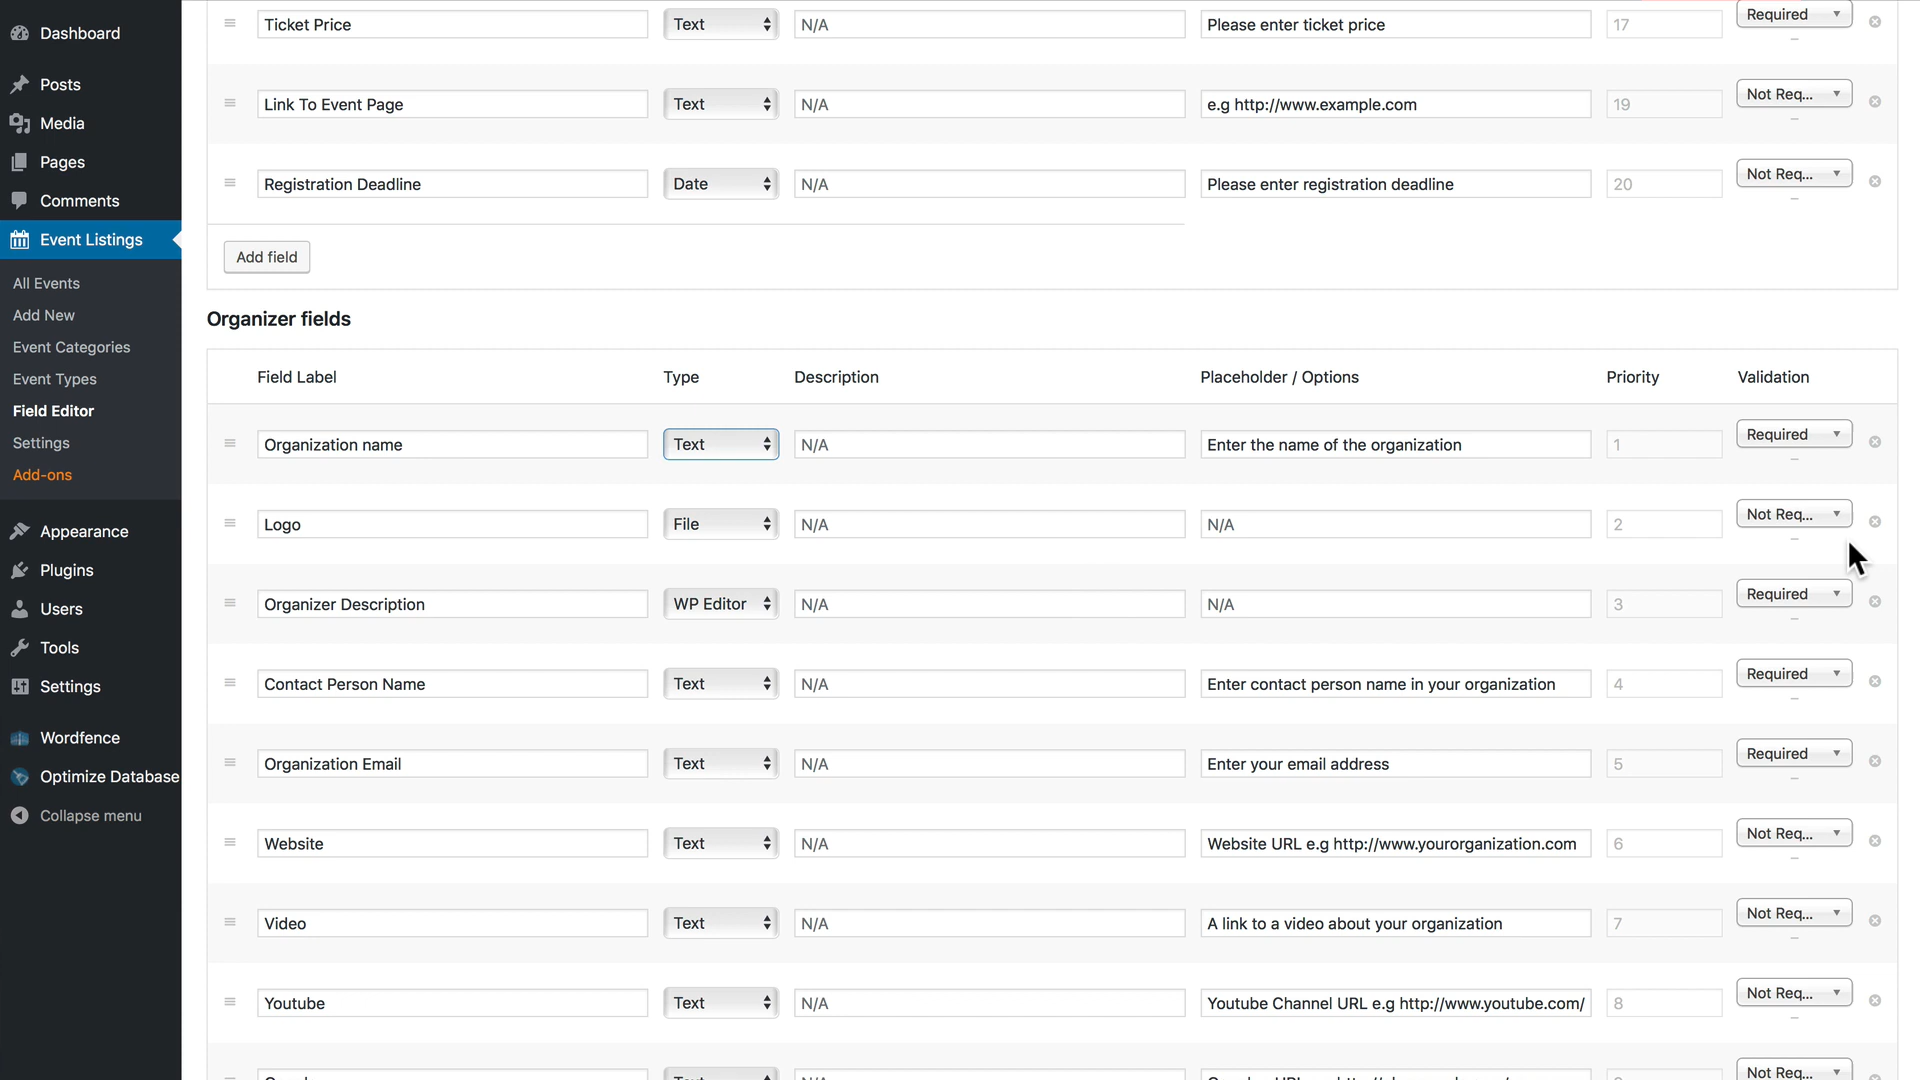 Dashboard
Posts
Media
Pages
Comments
Event Listings
All Events
Add New
Event Categories
Event Types
Field Editor
Settings
Add-ons
Appearance
Plugins
Users
Tools
Settings
Wordfence
Optimize Database
Collapse menu
Ticket Price Text N/A Please enter ticket price 17 Required
–
Link To Event Page Text N/A e.g http://www.example.com 19 Not Req...
–
Registration Deadline Date N/A Please enter registration deadline 20 Not Req...
–
Add field
Organizer fields
Field Label Type Description Placeholder / Options Priority Validation
Organization name Text N/A Enter the name of the organization 1 Required
–
Logo File N/A N/A 2 Not Req...
–
Organizer Description WP Editor N/A N/A 3 Required
–
Contact Person Name Text N/A Enter contact person name in your organization 4 Required
–
Organization Email Text N/A Enter your email address 5 Required
–
Website Text N/A Website URL e.g http://www.yourorganization.com 6 Not Req...
–
Video Text N/A A link to a video about your organization 7 Not Req...
–
Youtube Text N/A Youtube Channel URL e.g http://www.youtube.com/ 8 Not Req...
–
Not Req...